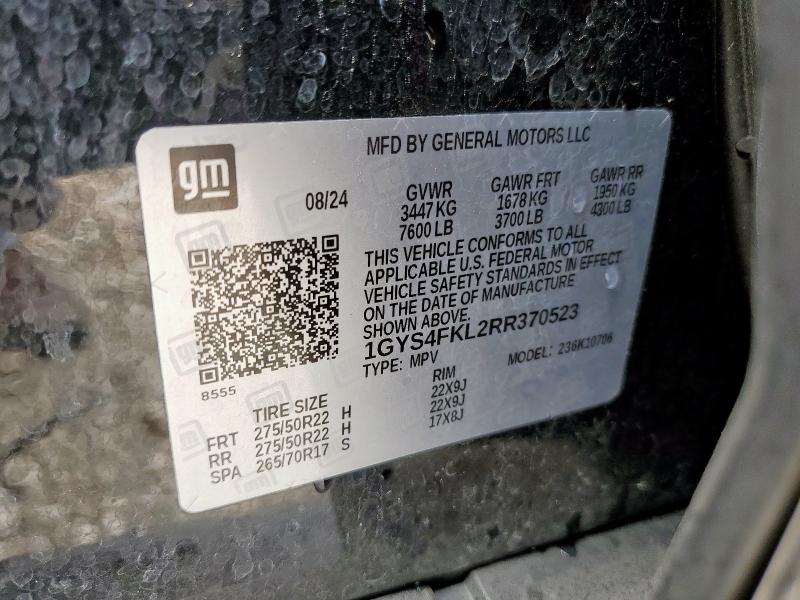 gm
MFD BY GENERAL MOTORS LLC
08/24
GVWR GAWR FRT GAWR RR
3447 KG 1678 KG 1950 KG
7600 LB 3700 LB 4300 LB
THIS VEHICLE CONFORMS TO ALL
APPLICABLE U.S. FEDERAL MOTOR
VEHICLE SAFETY STANDARDS IN EFFECT
ON THE DATE OF MANUFACTURE
SHOWN ABOVE.
1GYS4FKL2RR370523
TYPE: MPV MODEL: 236K10706
8555
TIRE SIZE RIM
FRT 275/50R22 H 22X9J
RR 275/50R22 H 22X9J
SPA 265/70R17 S 17X8J